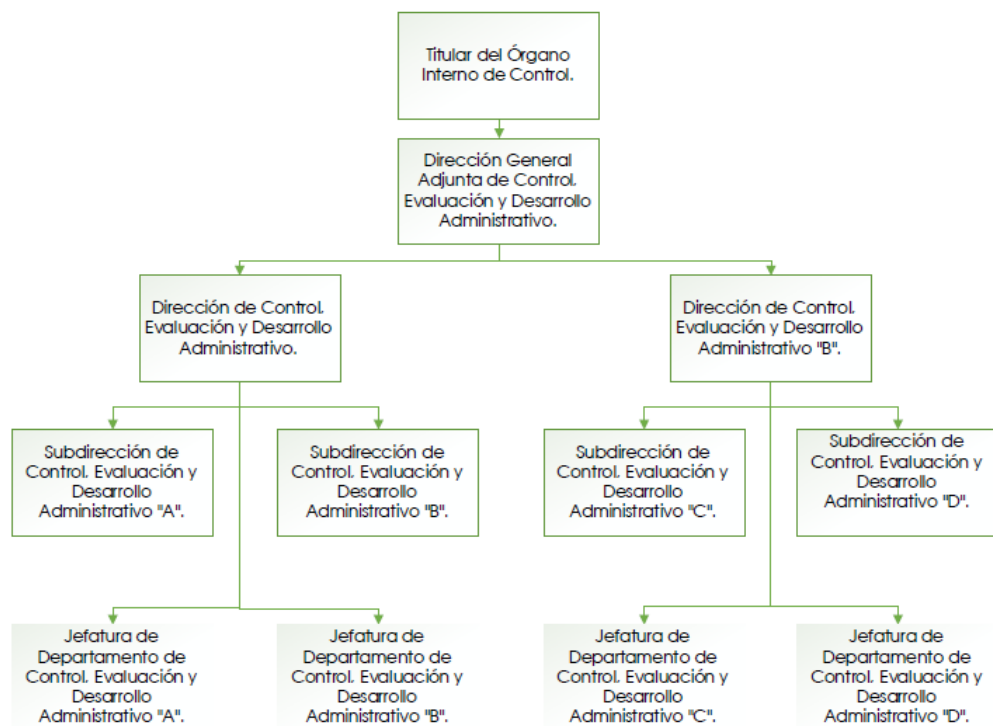 Titular del Órgano
Interno de Control.
Dirección General
Adjunta de Control,
Evaluación y Desarrollo
Administrativo.
Dirección de Control,
Evaluación y Desarrollo
Administrativo.
Dirección de Control,
Evaluación y Desarrollo
Administrativo "B".
Subdirección de
Control, Evaluación y
Desarrollo
Administrativo "A".
Subdirección de
Control, Evaluación y
Desarrollo
Administrativo "B".
Subdirección de
Control, Evaluación y
Desarrollo
Administrativo "C".
Subdirección de
Control, Evaluación y
Desarrollo
Administrativo "D".
Jefatura de
Departamento de
Control, Evaluación y
Desarrollo
Administrativo "A".
Jefatura de
Departamento de
Control, Evaluación y
Desarrollo
Administrativo "B".
Jefatura de
Departamento de
Control, Evaluación y
Desarrollo
Administrativo "C".
Jefatura de
Departamento de
Control, Evaluación y
Desarrollo
Administrativo "D".